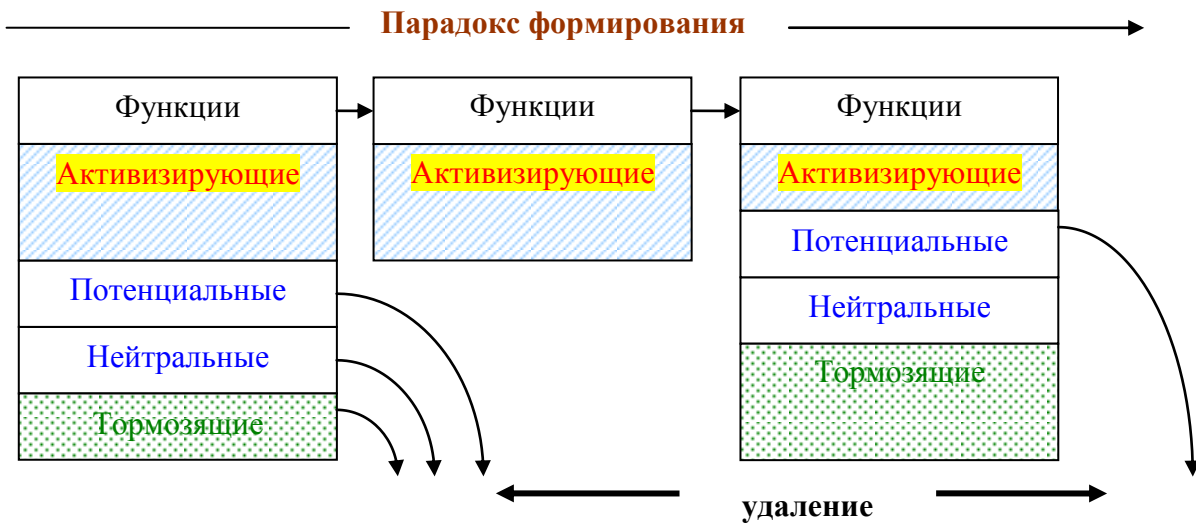 Парадокс формирования
Функции
Активизирующие
Потенциальные
Нейтральные
Тормозящие
Функции
Активизирующие
Функции
Активизирующие
Потенциальные
Нейтральные
Тормозящие
удаление